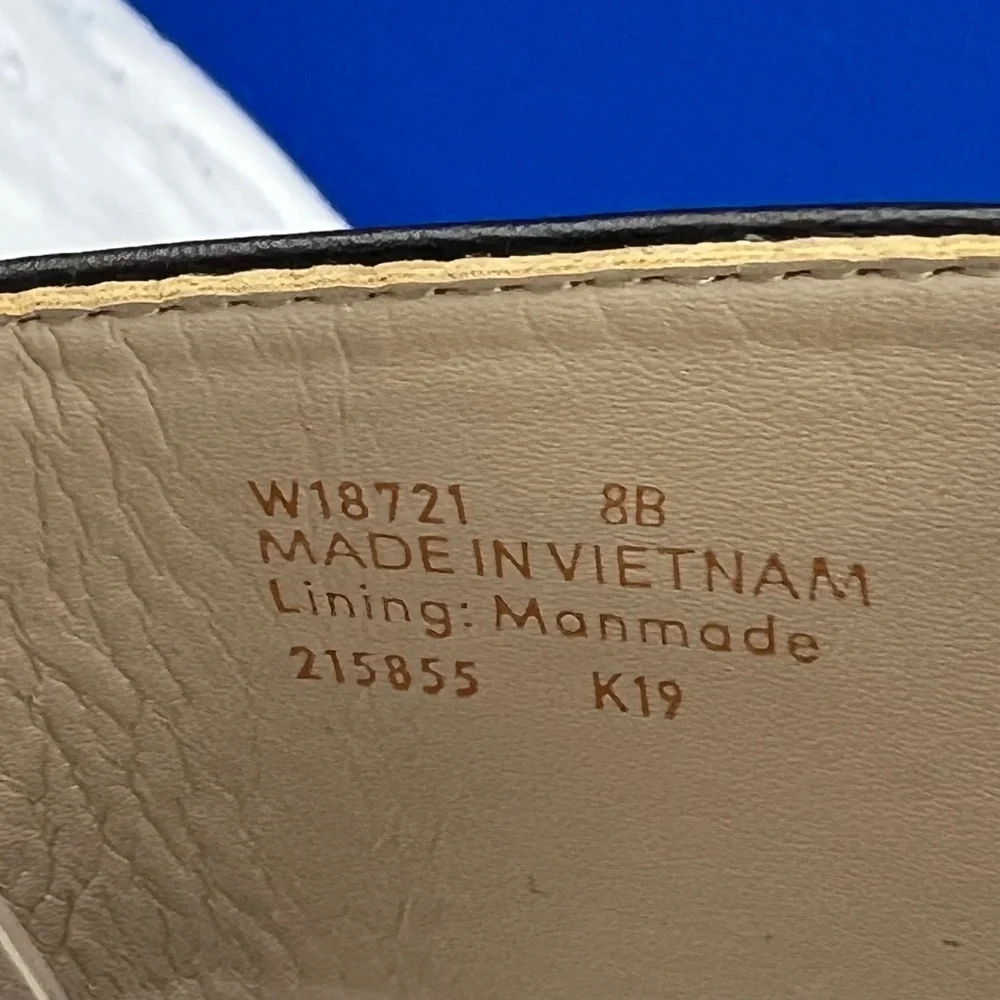 W18721 8B
MADE IN VIETNAM
Lining: Manmade
215855 K19